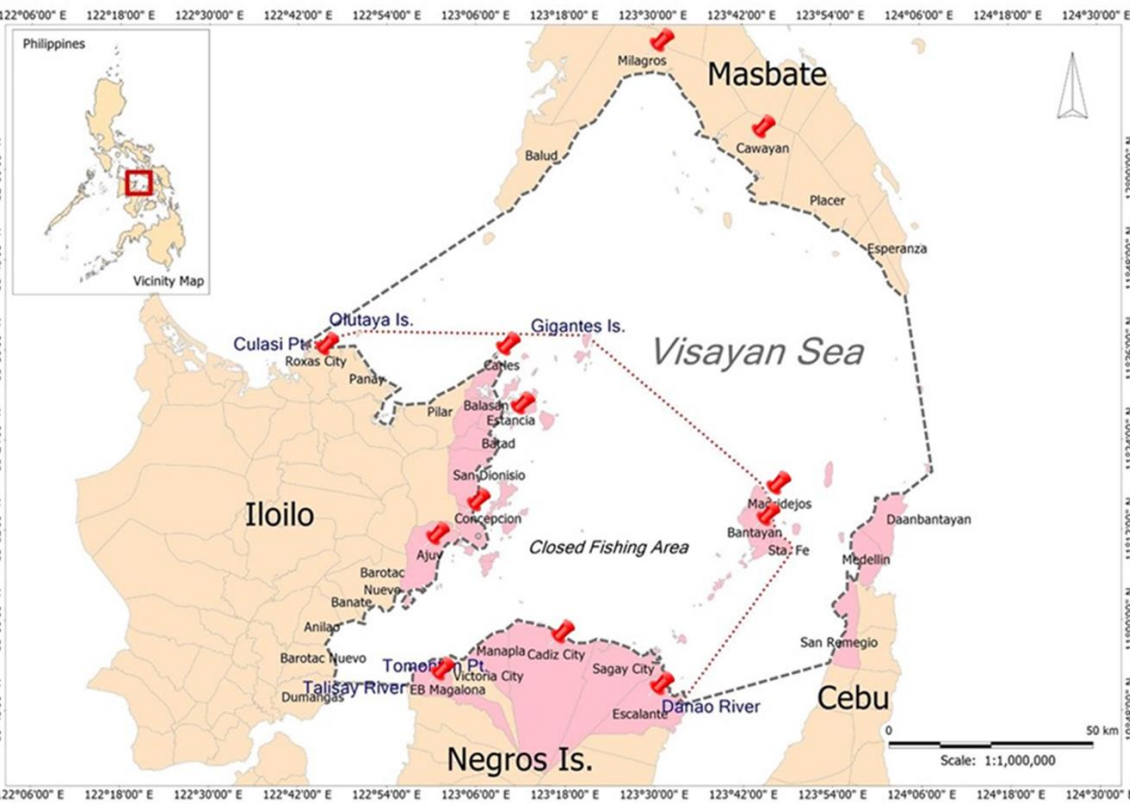 122°06'00" E 122°18'00" E 122°30'00" E 122°42'00" E 122°54'00" E 123°06'00" E 123°18'00" E 123°30'00" E 123°42'00" E 123°54'00" E 124°06'00" E 124°18'00" E 124°30'00" E
Philippines
Vicinity Map
Milagros
Masbate
Cawayan
Balud
Placer
Esperanza
Olutaya Is.
Gigantes Is.
Culasi Pt.
Roxas City
Visayan Sea
Carles
Panay
Pilar
Balasan
Estancia
Batad
San Dionisio
Iloilo
Concepcion
Madridejos
Bantayan
Daanbantayan
Closed Fishing Area
Sta. Fe
Ajuy
Medellin
Barotac
Nuevo
Banate
Anilao
San Remegio
Barotac Nuevo
Manapla
Cadiz City
Sagay City
Tomonton Pt.
Victoria City
Talisay River
EB Magalona
Dumangas
Danao River
Escalante
Cebu
Negros Is.
0 50 km
Scale: 1:1,000,000
122°06'00" E 122°18'00" E 122°30'00" E 122°42'00" E 122°54'00" E 123°06'00" E 123°18'00" E 123°30'00" E 123°42'00" E 123°54'00" E 124°06'00" E 124°18'00" E 124°30'00" E